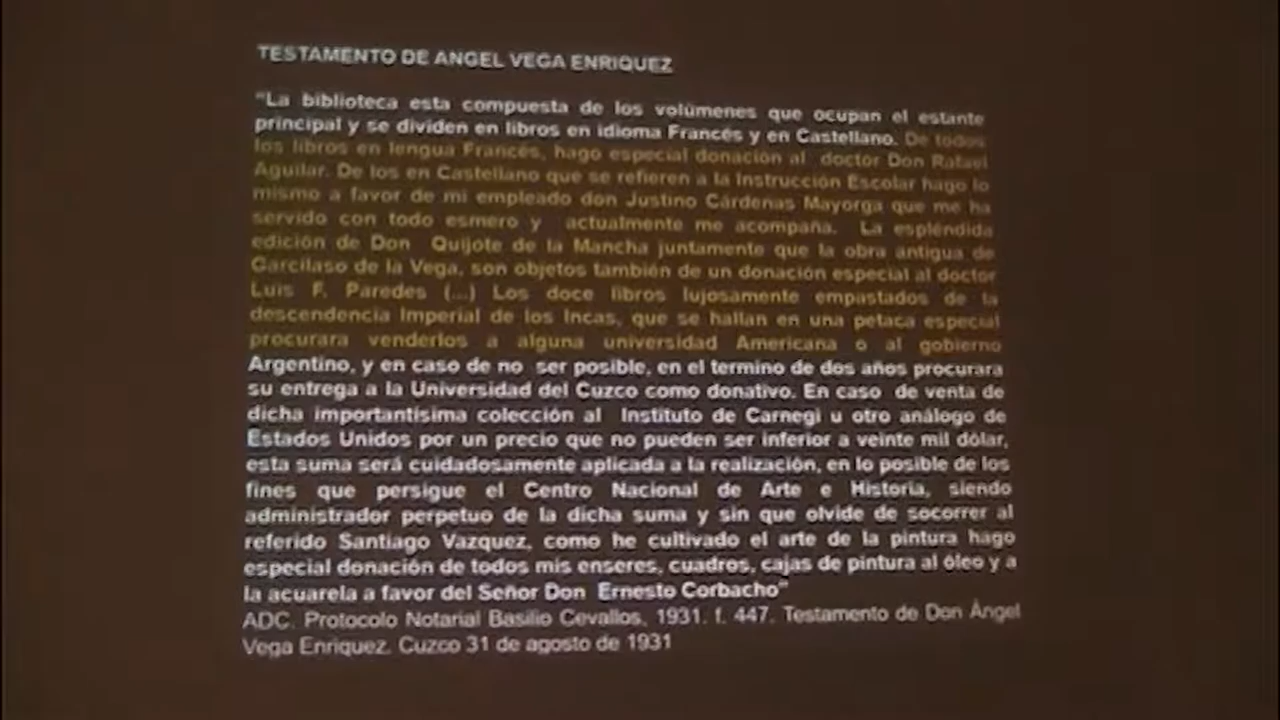 TESTAMENTO DE ANGEL VEGA ENRIQUEZ
"La biblioteca esta compuesta de los volúmenes que ocupan el estante
principal y se dividen en libros en idioma Francés y en Castellano. De todos
los libros en lengua Francés, hago especial donación al doctor Don Rafael
Aguilar. De los en Castellano que se refieren a la Instrucción Escolar hago lo
mismo a favor de mi empleado don Justino Cárdenas Mayorga que me ha
servido con todo esmero y actualmente me acompaña. La espléndida
edición de Don Quijote de la Mancha juntamente que la obra antigua de
Garcilaso de la Vega, son objetos también de un donación especial al doctor
Luis F. Paredes (...) Los doce libros lujosamente empastados de la
descendencia Imperial de los Incas, que se hallan en una petaca especial
procurara venderlos a alguna universidad Americana o al gobierno
Argentino, y en caso de no ser posible, en el termino de dos años procurara
su entrega a la Universidad del Cuzco como donativo. En caso de venta de
dicha importantísima colección al Instituto de Carnegi u otro análogo de
Estados Unidos por un precio que no pueden ser inferior a veinte mil dólar,
esta suma será cuidadosamente aplicada a la realización, en lo posible de los
fines que persigue el Centro Nacional de Arte e Historia, siendo
administrador perpetuo de la dicha suma y sin que olvide de socorrer al
referido Santiago Vazquez, como he cultivado el arte de la pintura hago
especial donación de todos mis enseres, cuadros, cajas de pintura al óleo y a
la acuarela a favor del Señor Don Ernesto Corbacho"
ADC. Protocolo Notarial Basilio Cevallos, 1931. f. 447. Testamento de Don Ángel
Vega Enriquez. Cuzco 31 de agosto de 1931